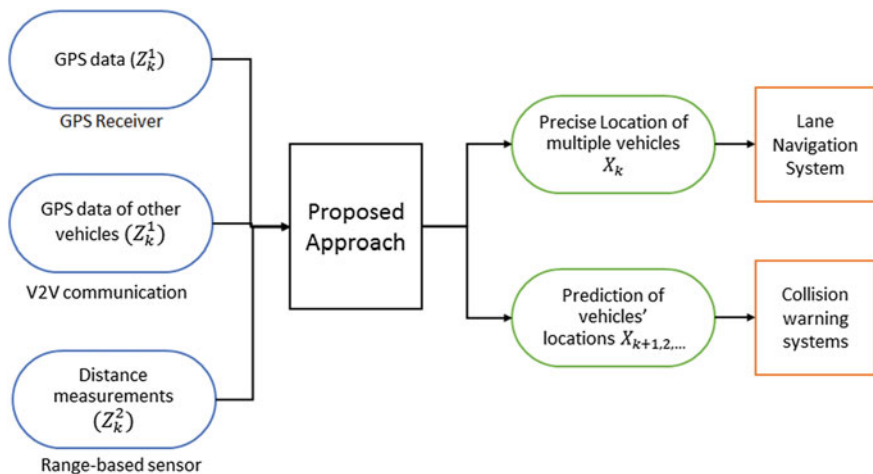 GPS data (Z_k^1)
GPS Receiver
GPS data of other
vehicles (Z_k^1)
V2V communication
Distance
measurements
(Z_k^2)
Range-based sensor
Proposed
Approach
Precise Location of
multiple vehicles
X_k
Lane
Navigation
System
Prediction of
vehicles'
locations X_{k+1,2,...}
Collision
warning
systems